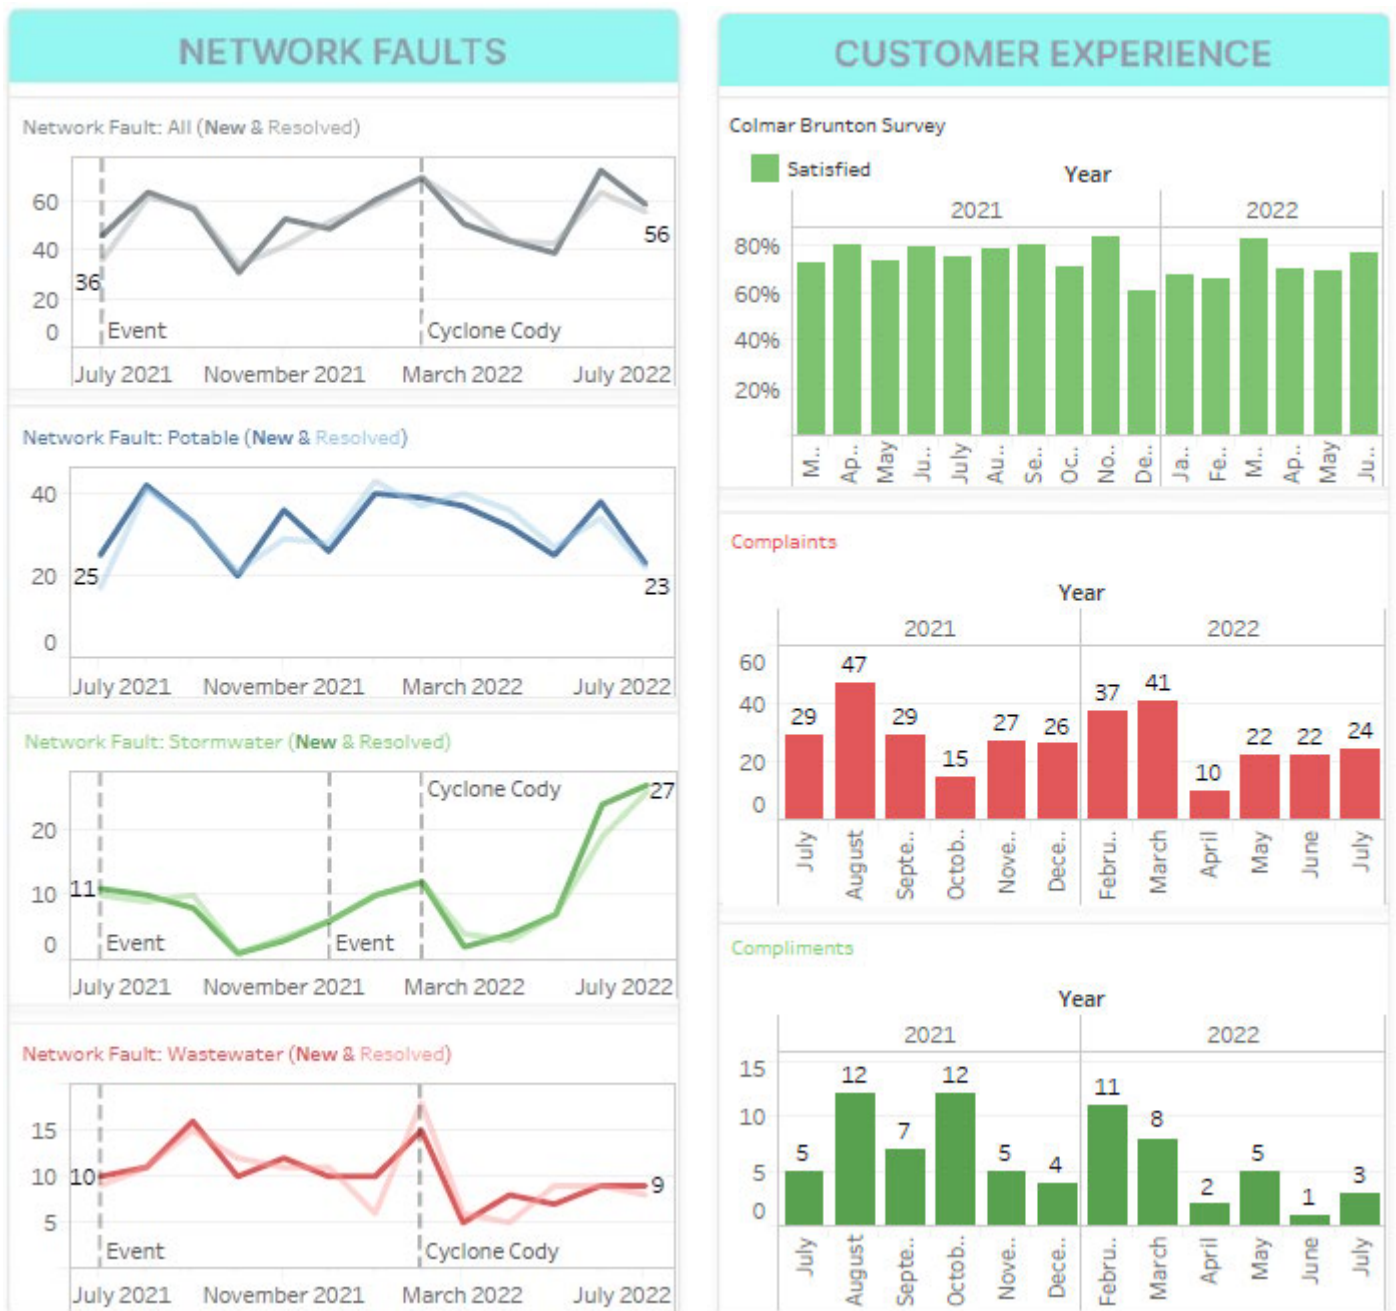 NETWORK FAULTS
Network Fault: All (New & Resolved)
60
40
20
0
36
56
Event
Cyclone Cody
July 2021 November 2021 March 2022 July 2022
Network Fault: Potable (New & Resolved)
40
20
0
25
23
July 2021 November 2021 March 2022 July 2022
Network Fault: Stormwater (New & Resolved)
20
10
0
11
27
Cyclone Cody
Event
Event
July 2021 November 2021 March 2022 July 2022
Network Fault: Wastewater (New & Resolved)
15
10
5
10
9
Event
Cyclone Cody
July 2021 November 2021 March 2022 July 2022
CUSTOMER EXPERIENCE
Colmar Brunton Survey
Satisfied
Year
2021 2022
80%
60%
40%
20%
M.. Ap.. May Ju.. July Au.. Se.. Oc.. No.. De.. Ja.. Fe.. M.. Ap.. May Ju..
Complaints
Year
2021 2022
60
40
20
0
29 47 29 15 27 26 37 41 10 22 22 24
July August Septe.. Octob.. Nove.. Dece.. Febru.. March April May June July
Compliments
Year
2021 2022
15
10
5
0
5 12 7 12 5 4 11 8 2 5 1 3
July August Septe.. Octob.. Nove.. Dece.. Febru.. March April May June July